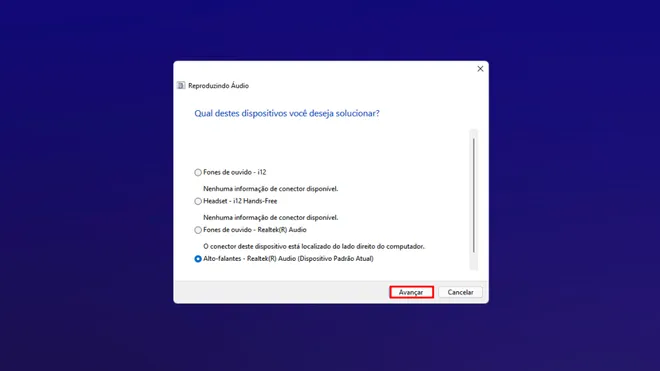 Reproduzindo Áudio
Qual destes dispositivos você deseja solucionar?
Fones de ouvido - i12
Nenhuma informação de conector disponível.
Headset - i12 Hands-Free
Nenhuma informação de conector disponível.
Fones de ouvido - Realtek(R) Audio
O conector deste dispositivo está localizado do lado direito do computador.
Alto-falantes - Realtek(R) Audio (Dispositivo Padrão Atual)
Avançar Cancelar